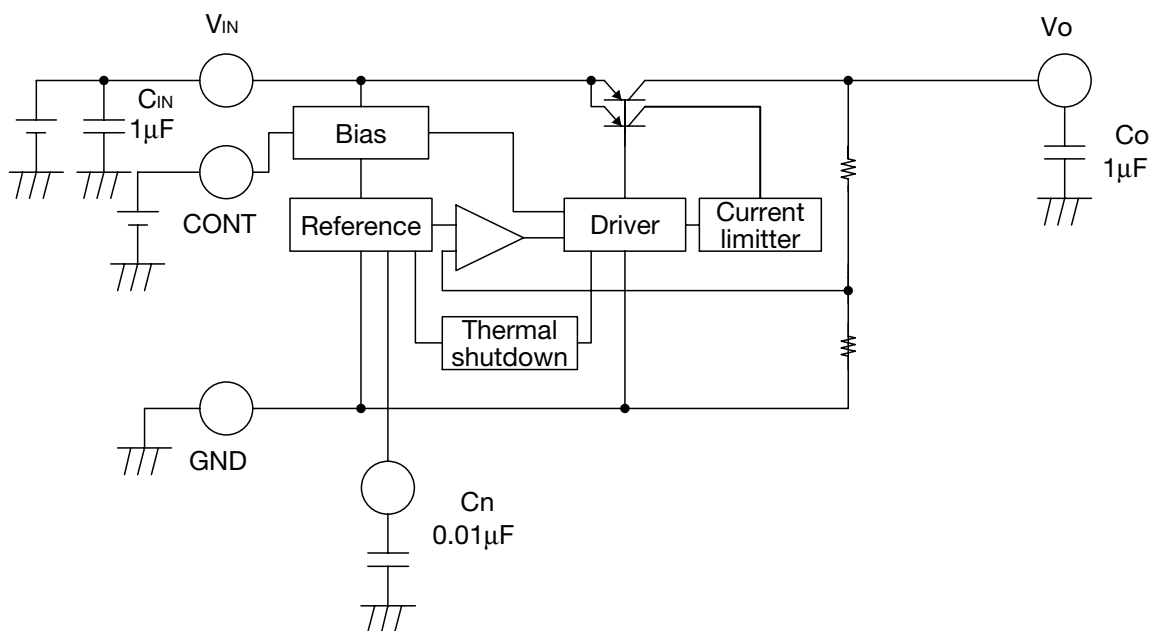 VIN
Vo
CIN
1μF
Bias
Co
1μF
CONT
Reference
Driver
Current
limitter
Thermal
shutdown
GND
Cn
0.01μF